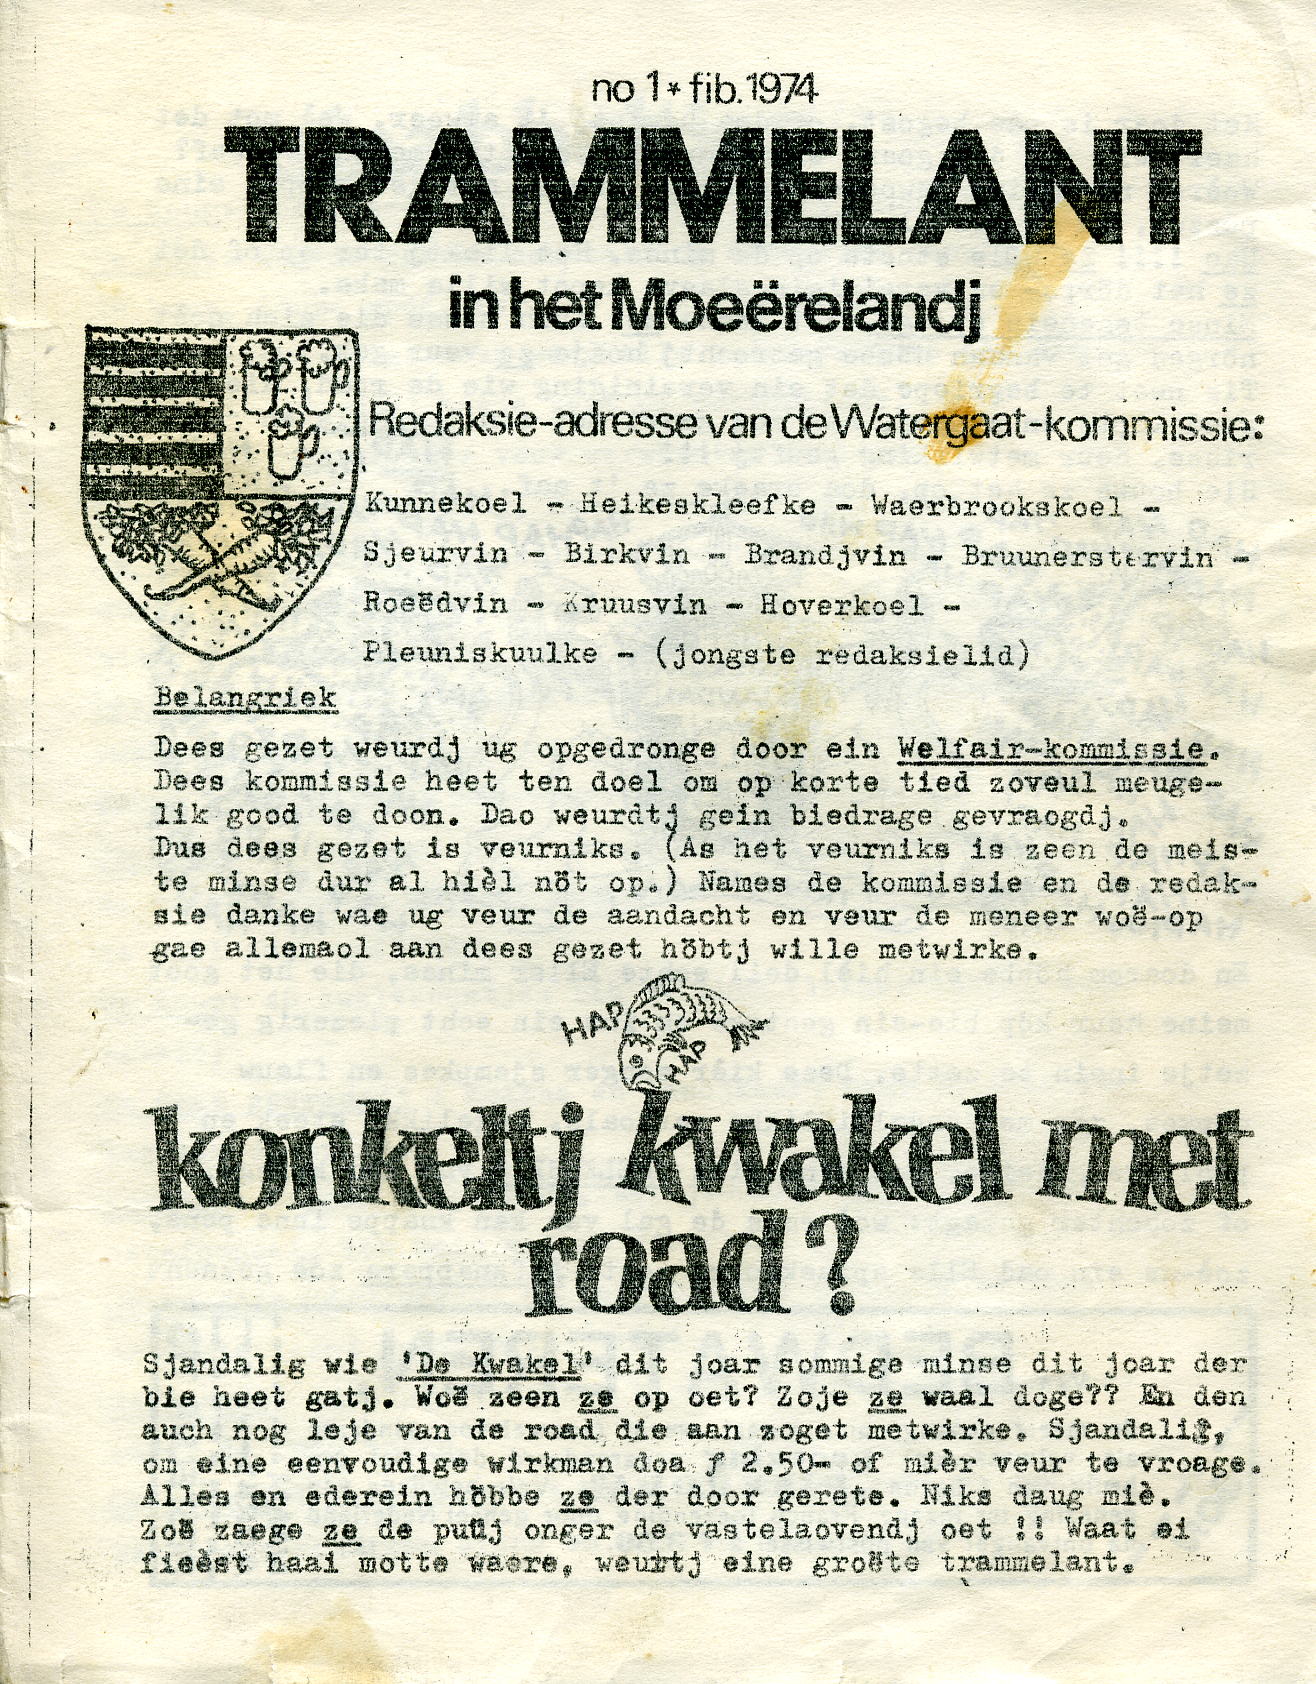 no 1 * fib. 1974
TRAMMELANT
in het Moeërelandj
Redaksie-adresse van de Watergaat-kommissie:
Kunnekoel - Heikeskleefke - Waerbrookskoel -
Sjeurvin - Birkvin - Brandjvin - Bruunerstervin -
Roeëdvin - Kruusvin - Hoverkoel -
Pleuniskuulke - (jongste redaksielid)
Belangriek
Dees gezet weurdj ug opgedronge door ein Welfair-kommissie.
Dees kommissie heet ten doel om op korte tied zoveul meuge-
lik good te doon. Dao weurdtj gein biedrage gevraogdj.
Dus dees gezet is veurniks. (As het veurniks is zeen de meis-
te minse dur al hièl nöt op.) Names de kommissie en de redak-
sie danke wae ug veur de aandacht en veur de meneer woë-op
gae allemaol aan dees gezet höbtj wille metwirke.
HAP
HAP
konkeltj kwakel met
road?
Sjandalig wie 'De Kwakel' dit joar sommige minse dit joar der
bie heet gatj. Woë zeen ze op oet? Zoje ze waal doge?? En den
auch nog leje van de road die aan zoget metwirke. Sjandalig,
om eine eenvoudige wirkman doa ƒ 2.50- of mièr veur te vroage.
Alles en ederein höbbe ze der door gerete. Niks daug miè.
Zoë zaege ze de puüj onger de vastelaovendj oet !! Waat ei
fieëst haai motte waere, weurtj eine groëte trammelant.